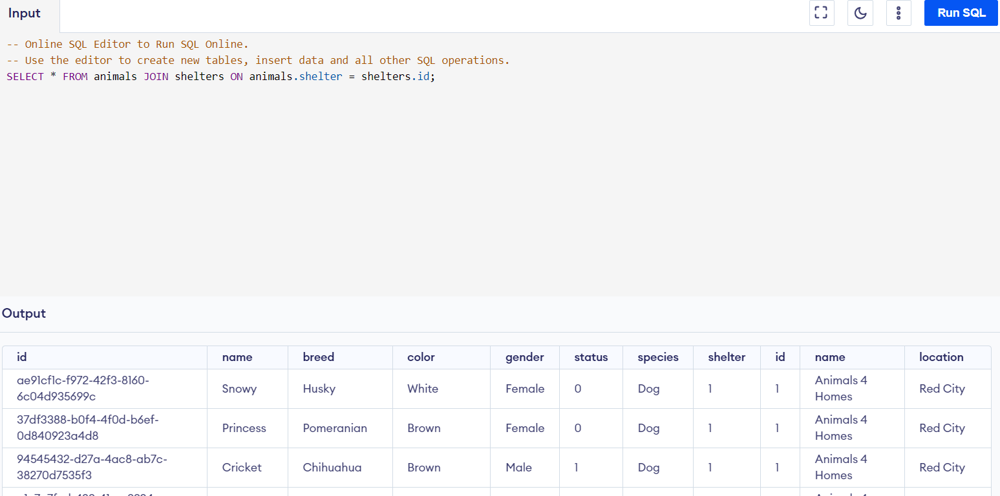 Input
Run SQL
-- Online SQL Editor to Run SQL Online.
-- Use the editor to create new tables, insert data and all other SQL operations.
SELECT * FROM animals JOIN shelters ON animals.shelter = shelters.id;
Output
id name breed color gender status species shelter id name location
ae91cf1c-f972-42f3-8160-
6c04d935699c Snowy Husky White Female 0 Dog 1 1 Animals 4
Homes Red City
37df3388-b0f4-4f0d-b6ef-
0d840923a4d8 Princess Pomeranian Brown Female 0 Dog 1 1 Animals 4
Homes Red City
94545432-d27a-4ac8-ab7c-
38270d7535f3 Cricket Chihuahua Brown Male 1 Dog 1 1 Animals 4
Homes Red City